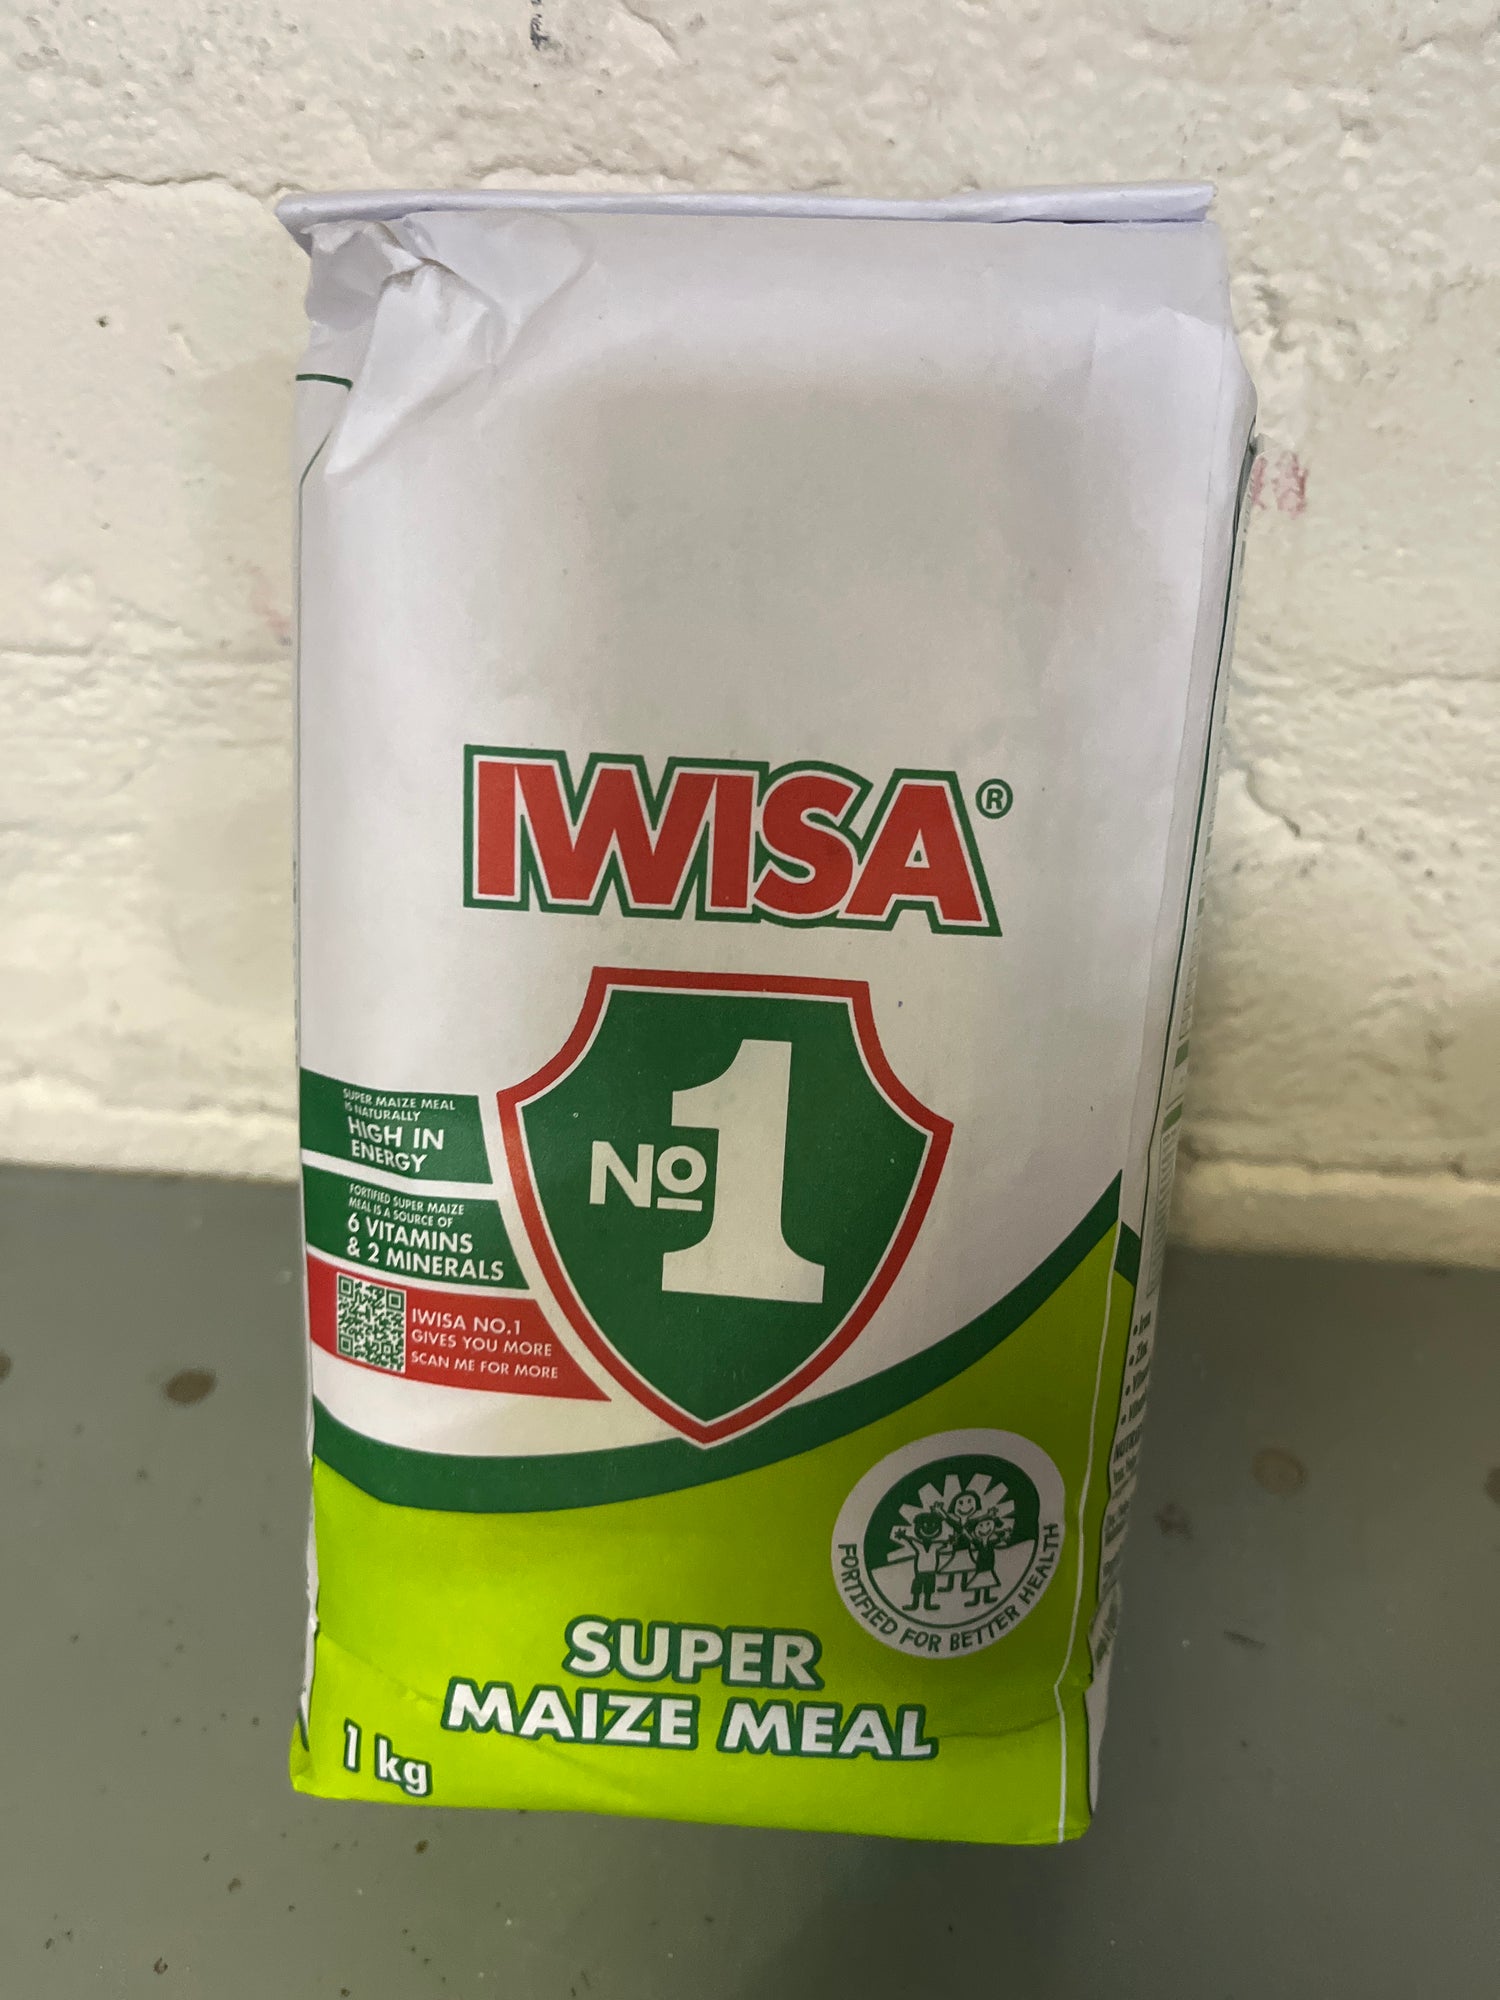 IWISA®
No 1
SUPER MAIZE MEAL
IS NATURALLY
HIGH IN
ENERGY
FORTIFIED SUPER MAIZE
MEAL IS A SOURCE OF
6 VITAMINS
& 2 MINERALS
IWISA NO.1
GIVES YOU MORE
SCAN ME FOR MORE
FORTIFIED FOR BETTER HEALTH
SUPER
MAIZE MEAL
1 kg